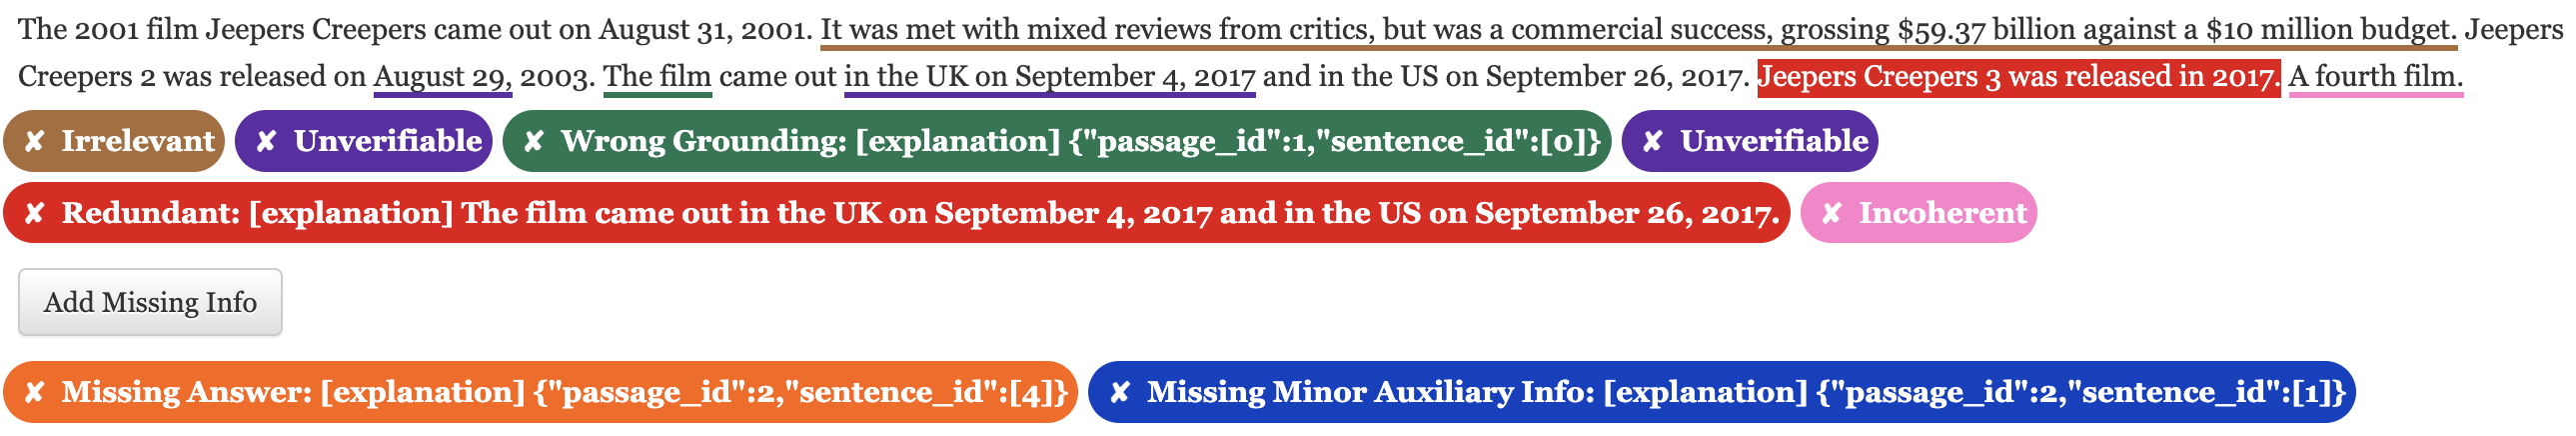 The 2001 film Jeepers Creepers came out on August 31, 2001. It was met with mixed reviews from critics, but was a commercial success, grossing $59.37 billion against a $10 million budget. Jeepers
Creepers 2 was released on August 29, 2003. The film came out in the UK on September 4, 2017 and in the US on September 26, 2017. Jeepers Creepers 3 was released in 2017. A fourth film.
✘ Irrelevant ✘ Unverifiable ✘ Wrong Grounding: [explanation] {"passage_id":1,"sentence_id":[0]} ✘ Unverifiable
✘ Redundant: [explanation] The film came out in the UK on September 4, 2017 and in the US on September 26, 2017. ✘ Incoherent
Add Missing Info
✘ Missing Answer: [explanation] {"passage_id":2,"sentence_id":[4]} ✘ Missing Minor Auxiliary Info: [explanation] {"passage_id":2,"sentence_id":[1]}